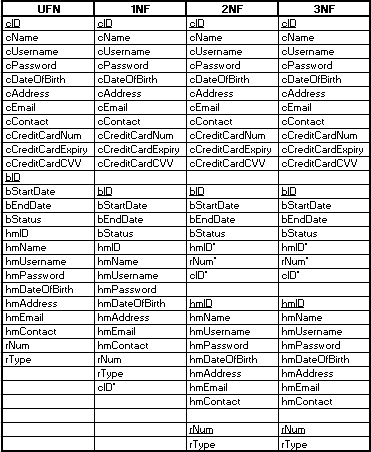 UFN 1NF 2NF 3NF
cID cID cID cID
cName cName cName cName
cUsername cUsername cUsername cUsername
cPassword cPassword cPassword cPassword
cDateOfBirth cDateOfBirth cDateOfBirth cDateOfBirth
cAddress cAddress cAddress cAddress
cEmail cEmail cEmail cEmail
cContact cContact cContact cContact
cCreditCardNum cCreditCardNum cCreditCardNum cCreditCardNum
cCreditCardExpiry cCreditCardExpiry cCreditCardExpiry cCreditCardExpiry
cCreditCardCVV cCreditCardCVV cCreditCardCVV cCreditCardCVV
bID
bStartDate bID bID bID
bEndDate bStartDate bStartDate bStartDate
bStatus bEndDate bEndDate bEndDate
hmID bStatus bStatus bStatus
hmName hmID hmID* hmID*
hmUsername hmName rNum* rNum*
hmPassword hmUsername cID* cID*
hmDateOfBirth hmPassword
hmAddress hmDateOfBirth hmID hmID
hmEmail hmAddress hmName hmName
hmContact hmEmail hmUsername hmUsername
rNum hmContact hmPassword hmPassword
rType rNum hmDateOfBirth hmDateOfBirth
rType hmAddress hmAddress
cID* hmEmail hmEmail
hmContact hmContact
rNum rNum
rType rType